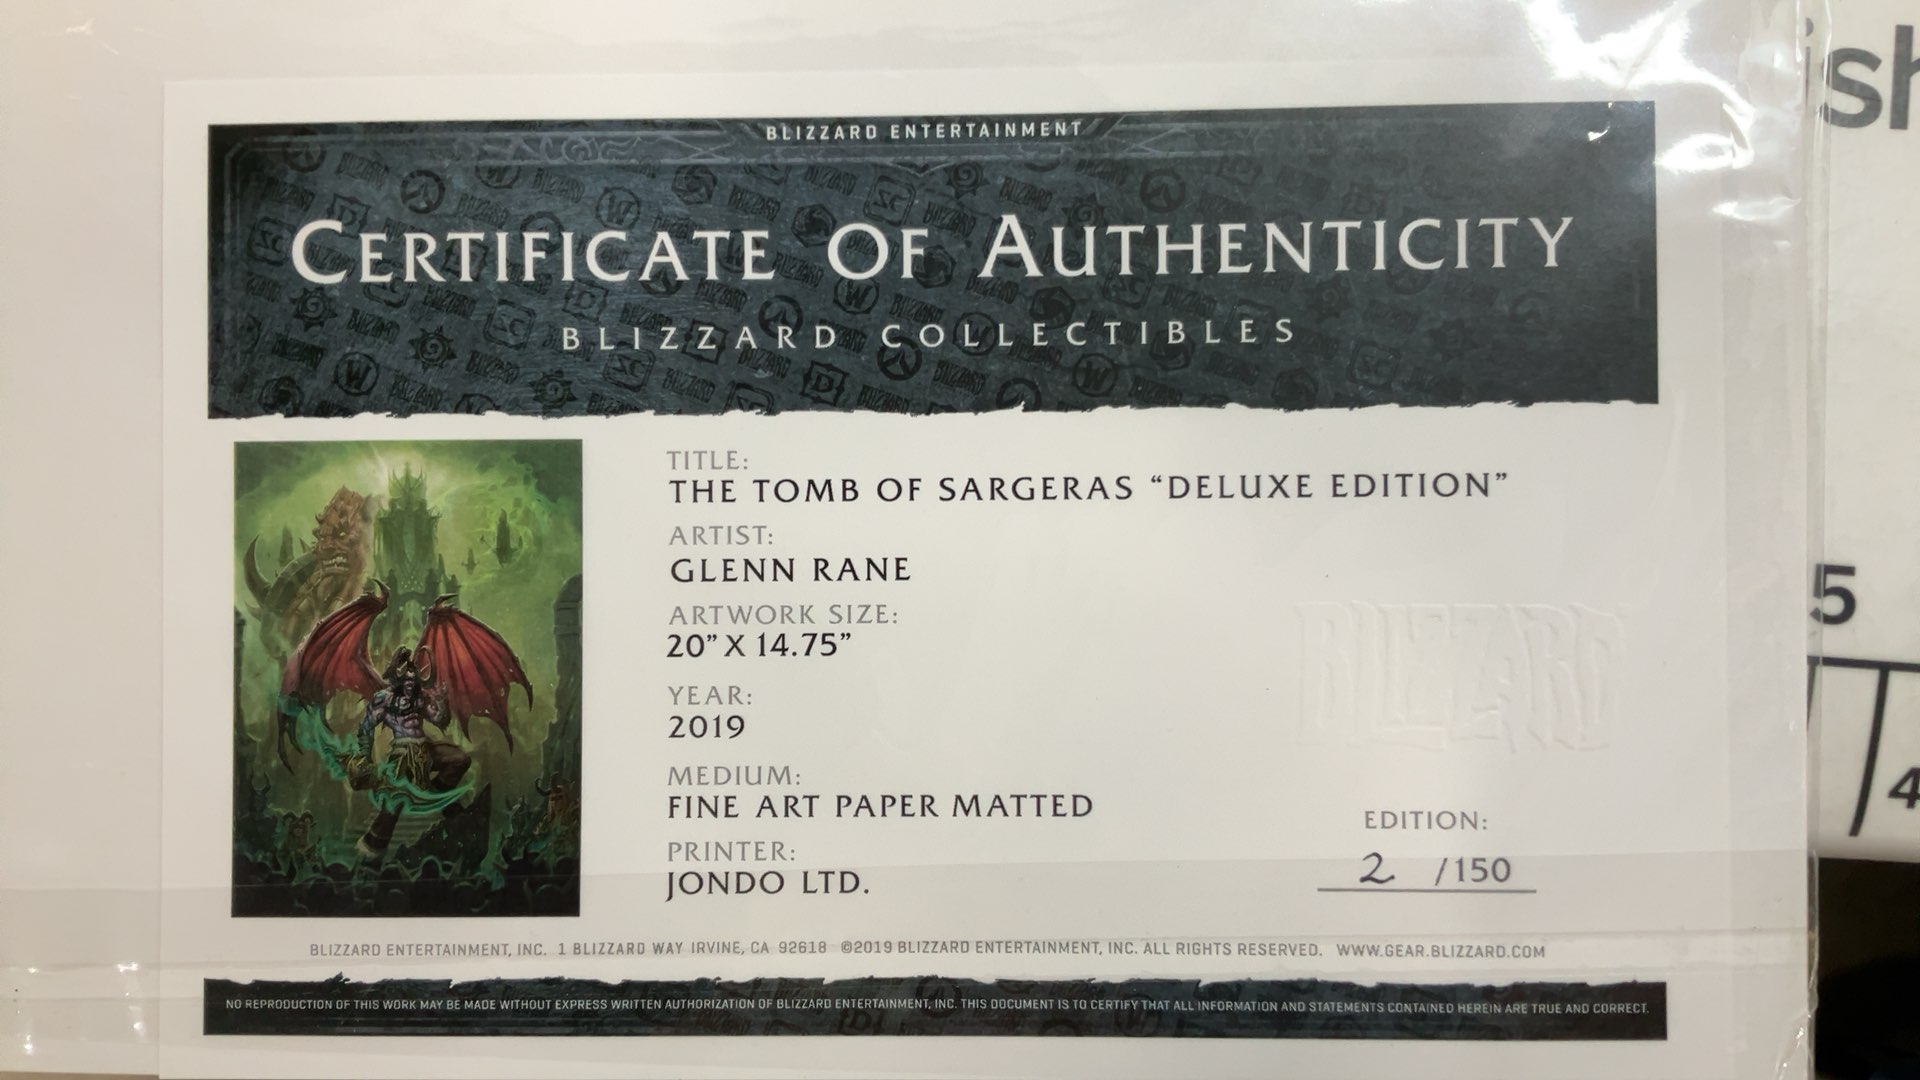 BLIZZARD ENTERTAINMENT
CERTIFICATE OF AUTHENTICITY
BLIZZARD COLLECTIBLES
TITLE:
THE TOMB OF SARGERAS “DELUXE EDITION”
ARTIST:
GLENN RANE
ARTWORK SIZE:
20” X 14.75”
YEAR:
2019
MEDIUM:
FINE ART PAPER MATTED
PRINTER:
JONDO LTD.
BLIZZARD
EDITION:
2 /150
BLIZZARD ENTERTAINMENT, INC. 1 BLIZZARD WAY IRVINE, CA 92618 ©2019 BLIZZARD ENTERTAINMENT, INC. ALL RIGHTS RESERVED. WWW.GEAR.BLIZZARD.COM
NO REPRODUCTION OF THIS WORK MAY BE MADE WITHOUT EXPRESS WRITTEN AUTHORIZATION OF BLIZZARD ENTERTAINMENT, INC. THIS DOCUMENT IS TO CERTIFY THAT ALL INFORMATION AND STATEMENTS CONTAINED HEREIN ARE TRUE AND CORRECT.
ish
5
4